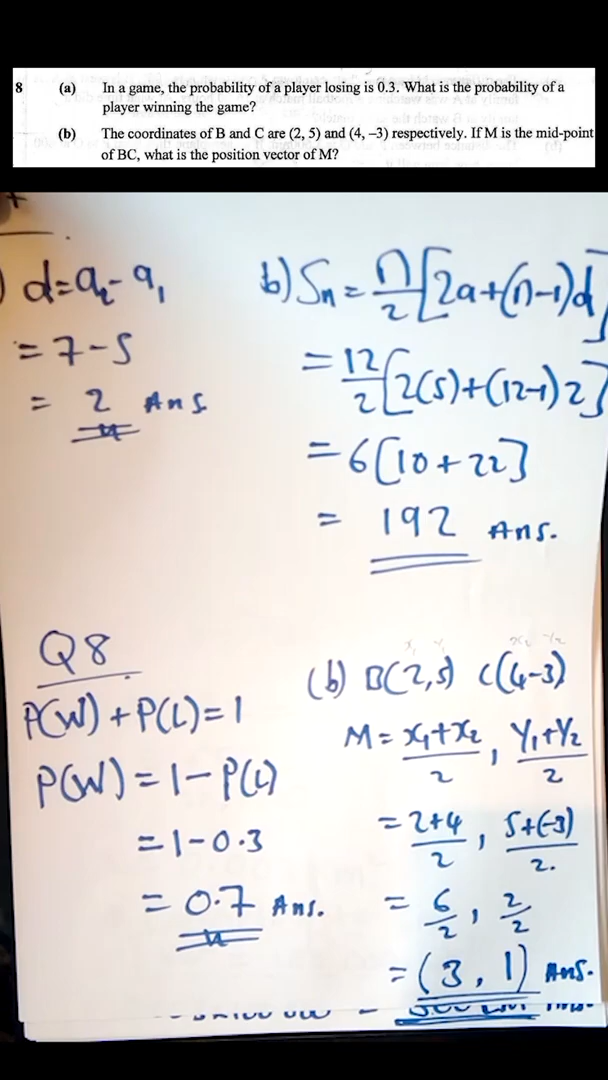 8 (a) In a game, the probability of a player losing is 0.3. What is the probability of a
player winning the game?
(b) The coordinates of B and C are (2, 5) and (4, –3) respectively. If M is the mid-point
of BC, what is the position vector of M?
) d=a₂-a₁
= 7-5
= 2 Ans
b) Sn = n/2[2a+(n-1)d]
= 12/2[2(5)+(12-1)2]
= 6[10+22]
= 192 Ans.
Q8
P(W)+P(L)=1
P(W)=1-P(L)
=1-0.3
= 0.7 Ans.
x₁ y₁ x₂ y₂
(b) B(2,5) C(4-3)
M = x₁+x₂/2, Y₁+Y₂/2
= 2+4/2, 5+(-3)/2.
= 6/2, 2/2
= (3, 1) Ans.